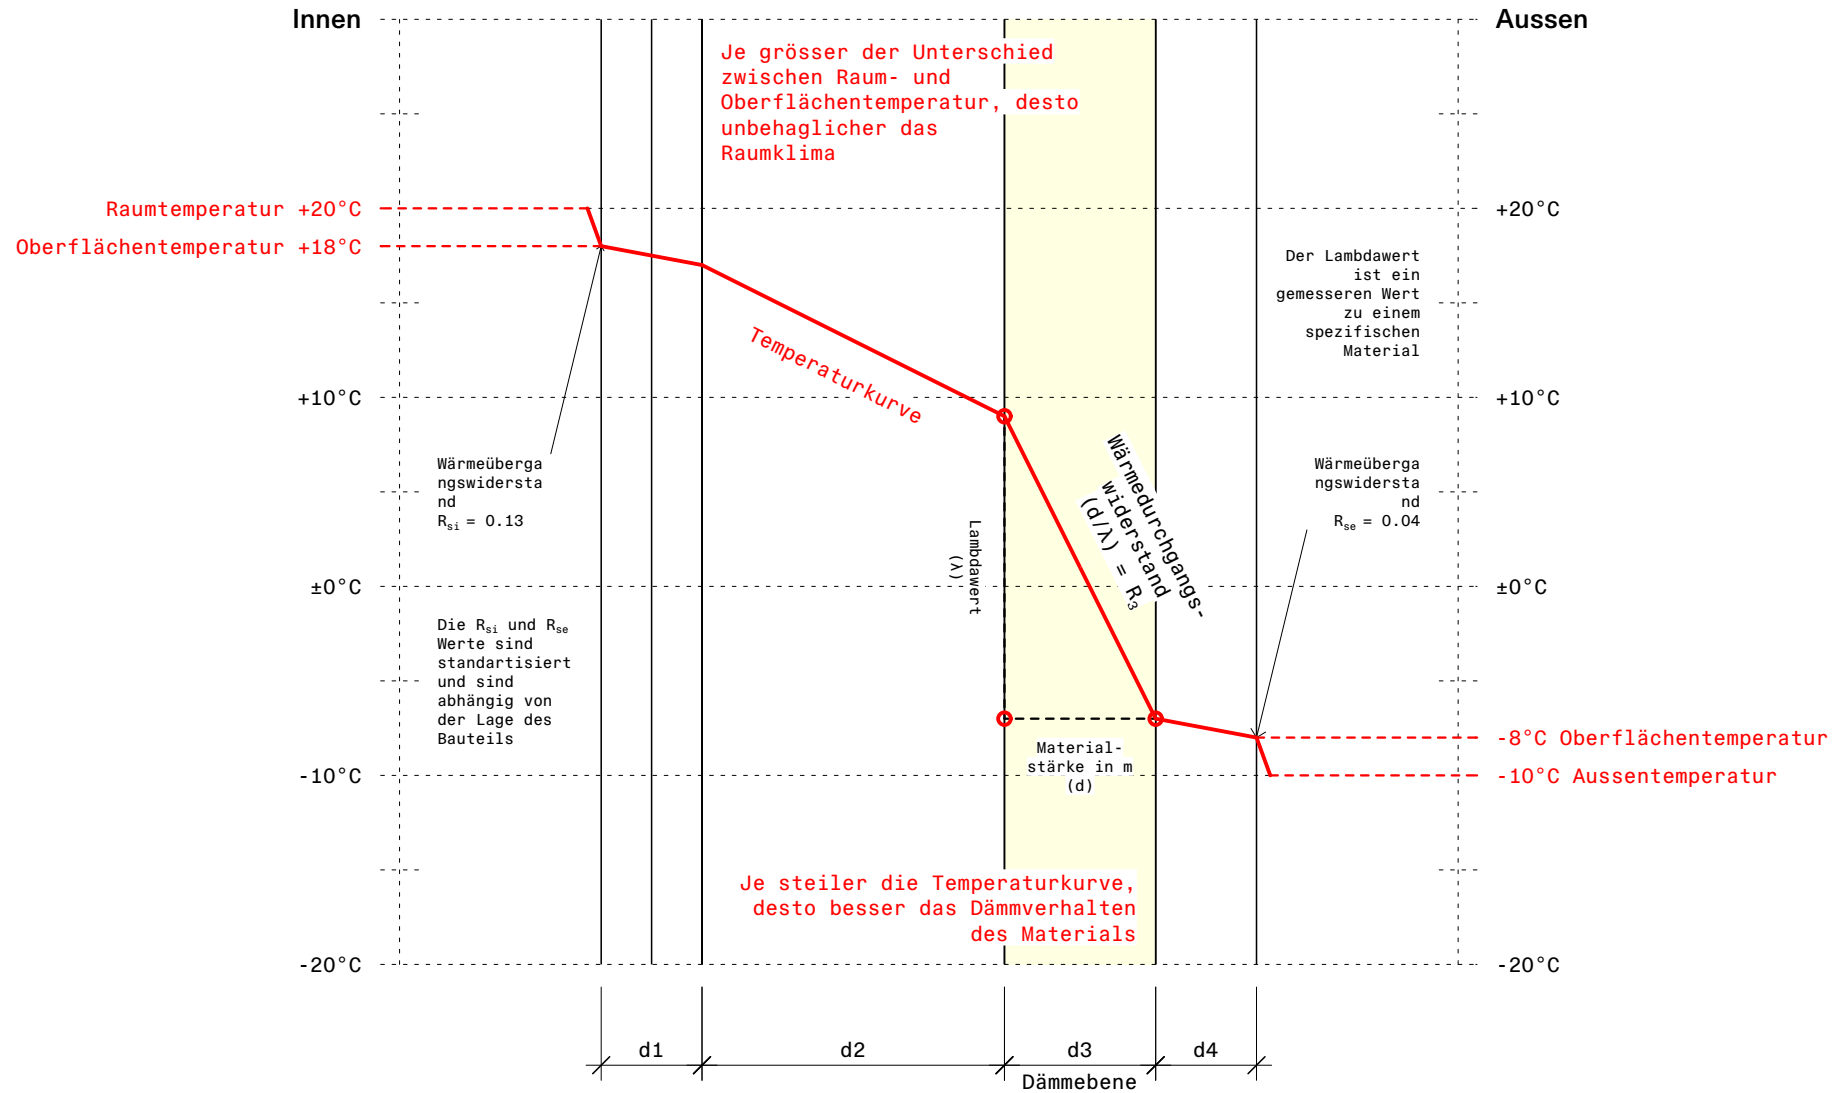 Innen
Aussen
Je grösser der Unterschied
zwischen Raum- und
Oberflächentemperatur, desto
unbehaglicher das
Raumklima
Raumtemperatur +20°C
+20°C
Oberflächentemperatur +18°C
Der Lambdawert
ist ein
gemesseren Wert
zu einem
spezifischen
Material
Temperaturkurve
+10°C
+10°C
Wärmeüberga
ngswidersta
nd
Rsi = 0.13
Wärmedurchgangs-
widerstand
(d/λ) = R3
Wärmeüberga
ngswidersta
nd
Rse = 0.04
Lambdawert
(λ)
±0°C
±0°C
Die Rsi und Rse
Werte sind
standartisiert
und sind
abhängig von
der Lage des
Bauteils
Material-
stärke in m
(d)
-8°C Oberflächentemperatur
-10°C
-10°C Aussentemperatur
Je steiler die Temperaturkurve,
desto besser das Dämmverhalten
des Materials
-20°C
-20°C
d1
d2
d3
d4
Dämmebene